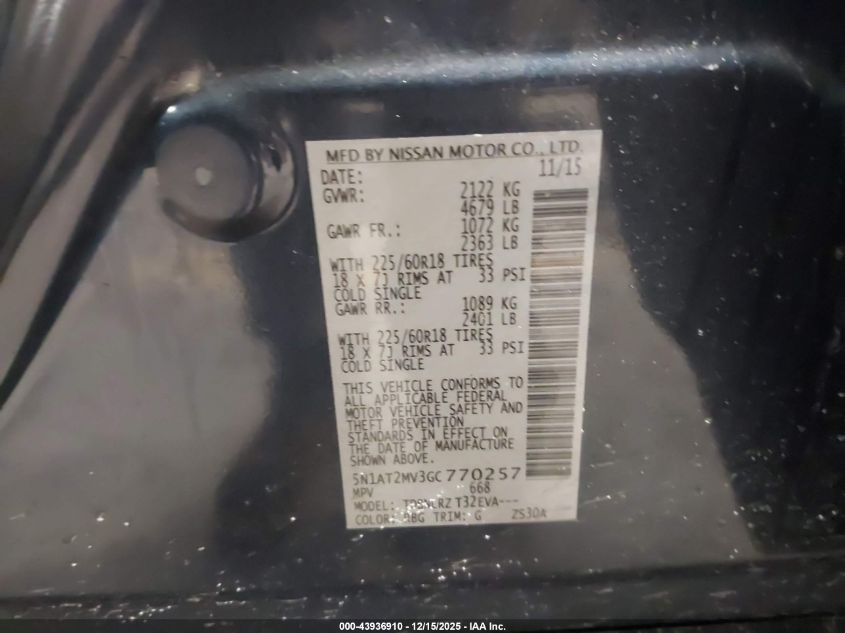 MFD BY NISSAN MOTOR CO., LTD.
DATE: 11/15
GVWR: 2122 KG
4679 LB
GAWR FR.: 1072 KG
2363 LB
WITH 225/60R18 TIRES
18 X 7J RIMS AT 33 PSI
COLD SINGLE
GAWR RR.: 1089 KG
2401 LB
WITH 225/60R18 TIRES
18 X 7J RIMS AT 33 PSI
COLD SINGLE
THIS VEHICLE CONFORMS TO
ALL APPLICABLE FEDERAL
MOTOR VEHICLE SAFETY AND
THEFT PREVENTION
STANDARDS IN EFFECT ON
THE DATE OF MANUFACTURE
SHOWN ABOVE.
5N1AT2MV3GC770257
MPV 668
MODEL: T32EVA---
COLOR: RBG TRIM: G ZS30A
000-43936910 - 12/15/2025 - IAA Inc.